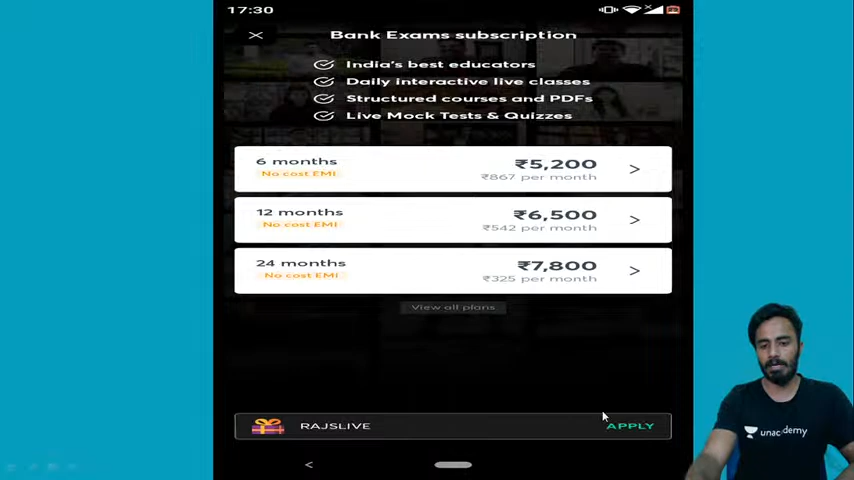 17:30
Bank Exams subscription
India's best educators
Daily interactive live classes
Structured courses and PDFs
Live Mock Tests & Quizzes
6 months
No cost EMI
₹5,200
₹867 per month
12 months
No cost EMI
₹6,500
₹542 per month
24 months
No cost EMI
₹7,800
₹325 per month
View all plans
RAJSLIVE
APPLY
unacademy